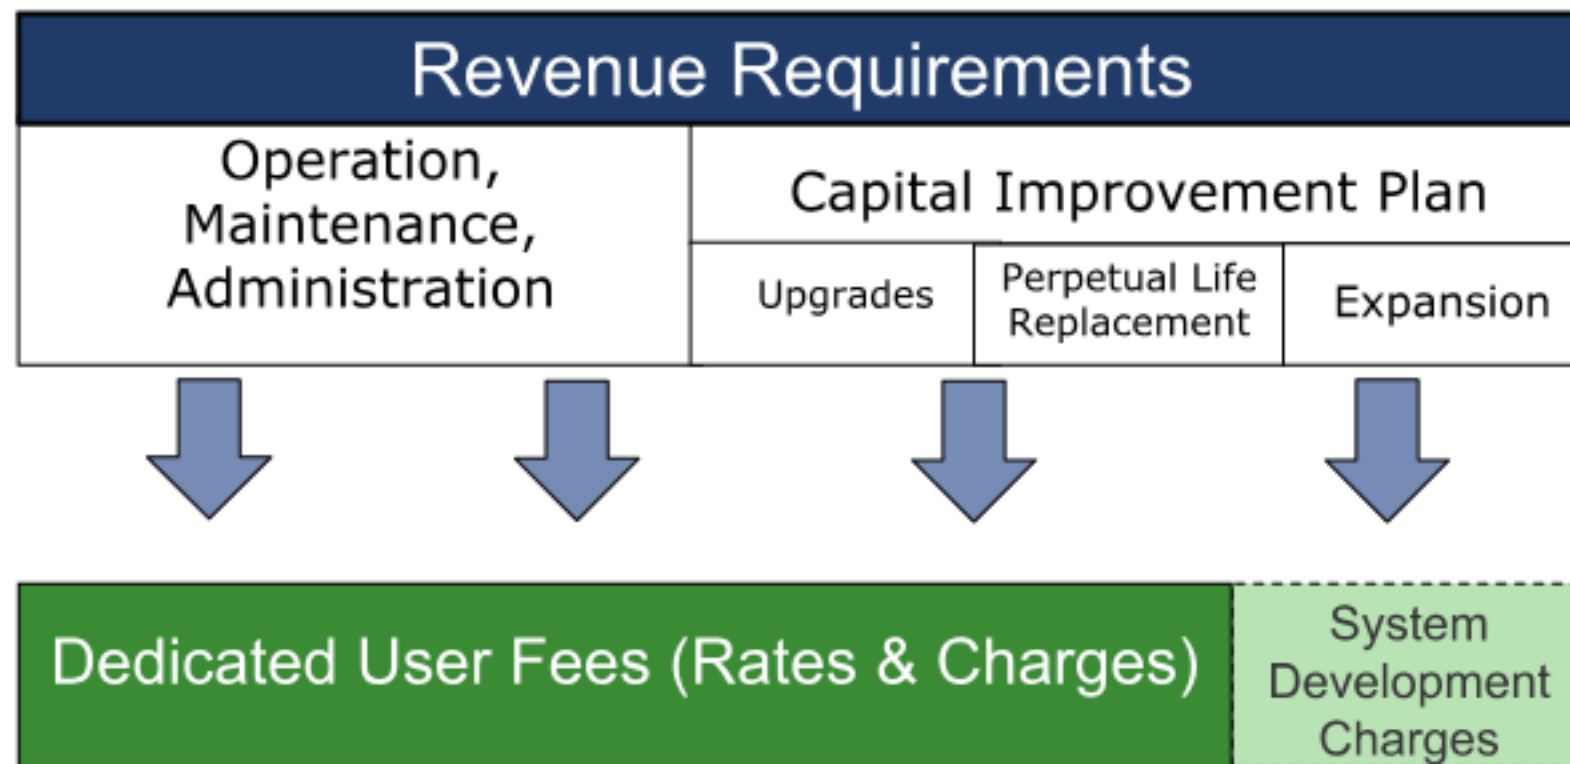 Revenue Requirements
Operation,
Maintenance,
Administration
Capital Improvement Plan
Upgrades
Perpetual Life
Replacement
Expansion
Dedicated User Fees (Rates & Charges)
System
Development
Charges